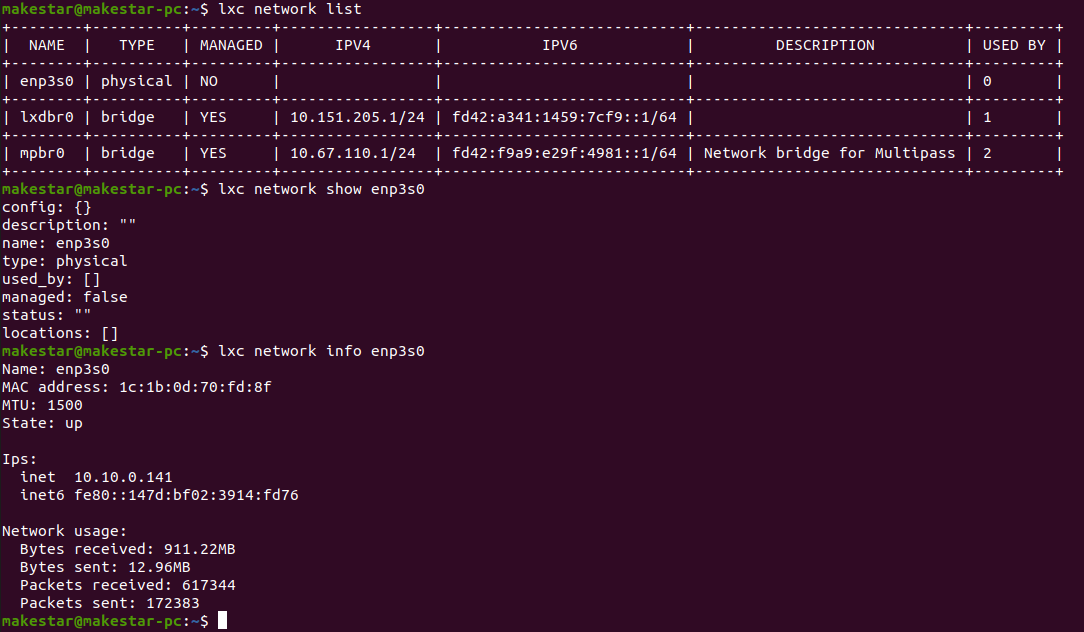 makestar@makestar-pc:~$ lxc network list
+--------+----------+---------+-----------------+---------------------------+------------------------------+---------+
|  NAME  |   TYPE   | MANAGED |      IPV4       |           IPV6            |         DESCRIPTION          | USED BY |
+--------+----------+---------+-----------------+---------------------------+------------------------------+---------+
| enp3s0 | physical | NO      |                 |                           |                              | 0       |
+--------+----------+---------+-----------------+---------------------------+------------------------------+---------+
| lxdbr0 | bridge   | YES     | 10.151.205.1/24 | fd42:a341:1459:7cf9::1/64 |                              | 1       |
+--------+----------+---------+-----------------+---------------------------+------------------------------+---------+
| mpbr0  | bridge   | YES     | 10.67.110.1/24  | fd42:f9a9:e29f:4981::1/64 | Network bridge for Multipass | 2       |
+--------+----------+---------+-----------------+---------------------------+------------------------------+---------+
makestar@makestar-pc:~$ lxc network show enp3s0
config: {}
description: ""
name: enp3s0
type: physical
used_by: []
managed: false
status: ""
locations: []
makestar@makestar-pc:~$ lxc network info enp3s0
Name: enp3s0
MAC address: 1c:1b:0d:70:fd:8f
MTU: 1500
State: up

Ips:
  inet  10.10.0.141
  inet6 fe80::147d:bf02:3914:fd76

Network usage:
  Bytes received: 911.22MB
  Bytes sent: 12.96MB
  Packets received: 617344
  Packets sent: 172383
makestar@makestar-pc:~$